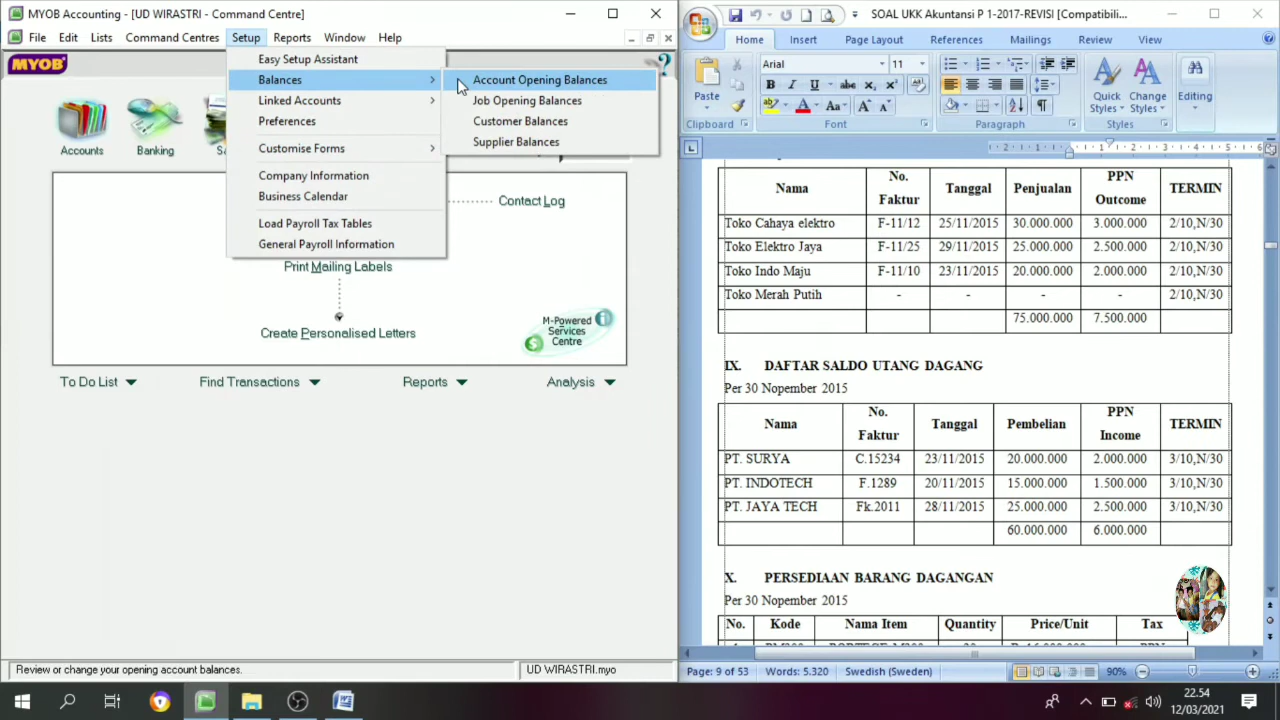 MYOB Accounting - [UD WIRASTRI - Command Centre]
File Edit Lists Command Centres Setup Reports Window Help
MYOB
Easy Setup Assistant
Balances
Linked Accounts
Preferences
Customise Forms
Company Information
Business Calendar
Load Payroll Tax Tables
General Payroll Information
Account Opening Balances
Job Opening Balances
Customer Balances
Supplier Balances
Accounts
Banking
Contact Log
Print Mailing Labels
Create Personalised Letters
M-Powered
Services
Centre
To Do List Find Transactions Reports Analysis
Review or change your opening account balances. UD WIRASTRI.myo
SOAL UKK Akuntansi P 1-2017-REVISI [Compatibili...
Home Insert Page Layout References Mailings Review View
Arial 11
Paste
Quick Styles
Change Styles
Editing
Clipboard Font Paragraph Styles
Nama No. Faktur Tanggal Penjualan PPN Outcome TERMIN
Toko Cahaya elektro F-11/12 25/11/2015 30.000.000 3.000.000 2/10,N/30
Toko Elektro Jaya F-11/25 29/11/2015 25.000.000 2.500.000 2/10,N/30
Toko Indo Maju F-11/10 23/11/2015 20.000.000 2.000.000 2/10,N/30
Toko Merah Putih - - - - 2/10,N/30
75.000.000 7.500.000
IX. DAFTAR SALDO UTANG DAGANG
Per 30 Nopember 2015
Nama No. Faktur Tanggal Pembelian PPN Income TERMIN
PT. SURYA C.15234 23/11/2015 20.000.000 2.000.000 3/10,N/30
PT. INDOTECH F.1289 20/11/2015 15.000.000 1.500.000 3/10,N/30
PT. JAYA TECH Fk.2011 28/11/2015 25.000.000 2.500.000 3/10,N/30
60.000.000 6.000.000
X. PERSEDIAAN BARANG DAGANGAN
Per 30 Nopember 2015
No. Kode Nama Item Quantity Price/Unit Tax
Page: 9 of 53 Words: 5.320 Swedish (Sweden) 90%
22.54
12/03/2021